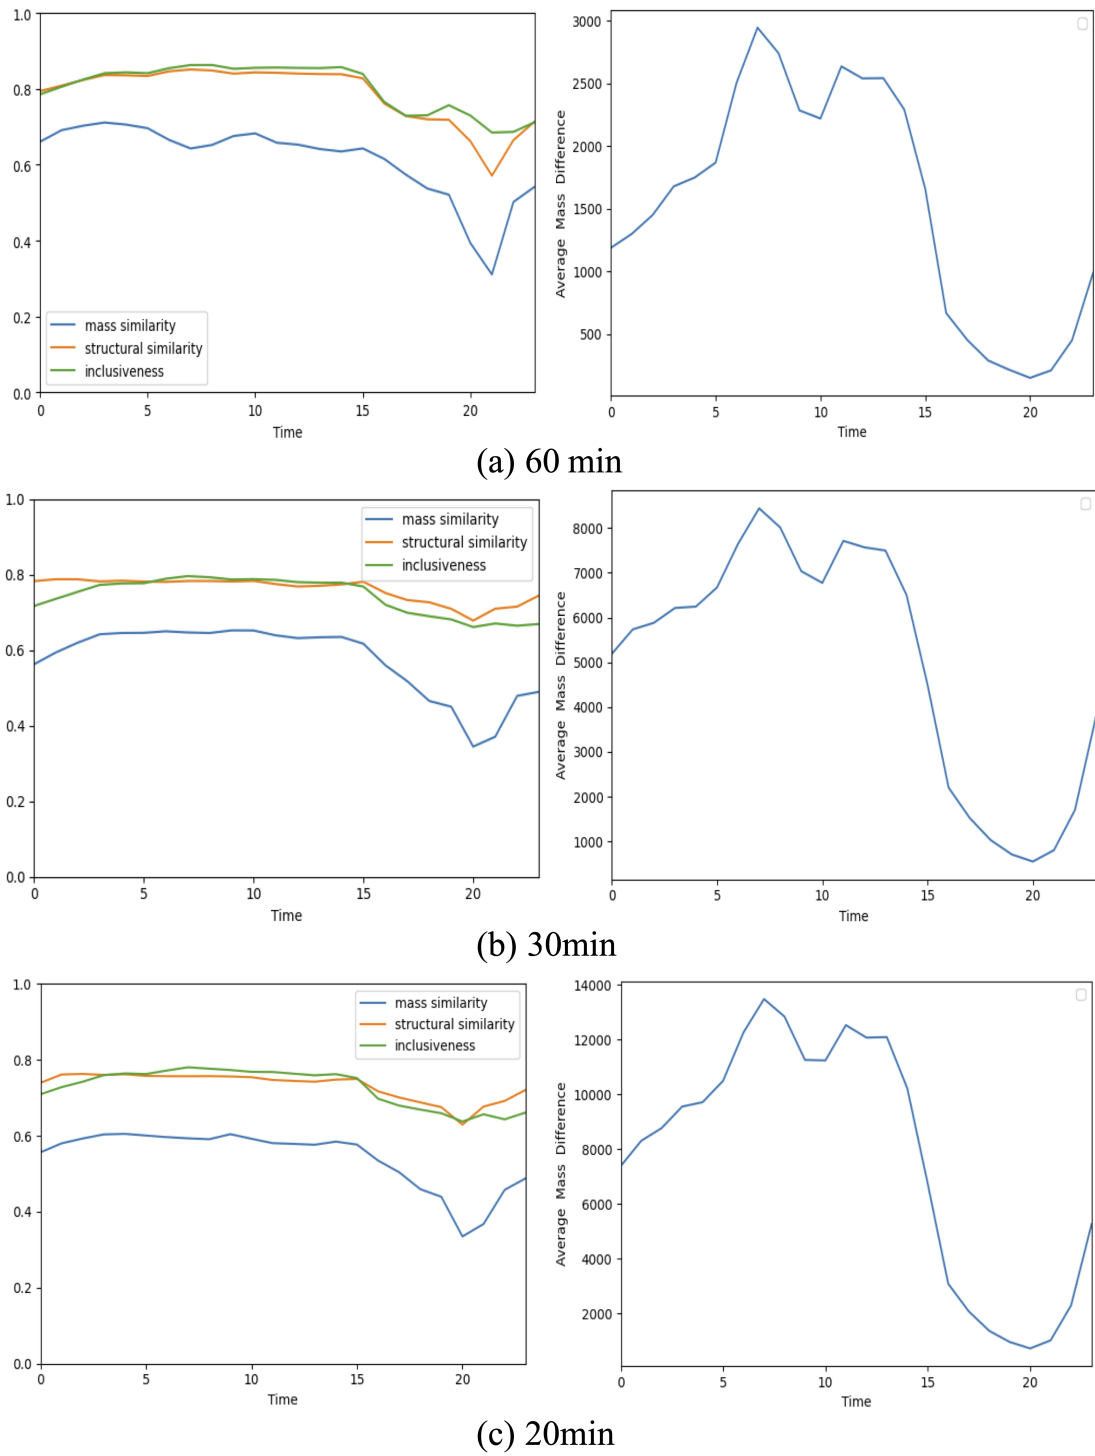 1.0
0.8
0.6
0.4
0.2
0.0
mass similarity
structural similarity
inclusiveness
0 5 10 15 20
Time
3000
2500
2000
1500
1000
500
Average Mass Difference
0 5 10 15 20
Time
(a) 60 min
1.0
0.8
0.6
0.4
0.2
0.0
mass similarity
structural similarity
inclusiveness
0 5 10 15 20
Time
8000
7000
6000
5000
4000
3000
2000
1000
Average Mass Difference
0 5 10 15 20
Time
(b) 30min
1.0
0.8
0.6
0.4
0.2
0.0
mass similarity
structural similarity
inclusiveness
0 5 10 15 20
Time
14000
12000
10000
8000
6000
4000
2000
Average Mass Difference
0 5 10 15 20
Time
(c) 20min